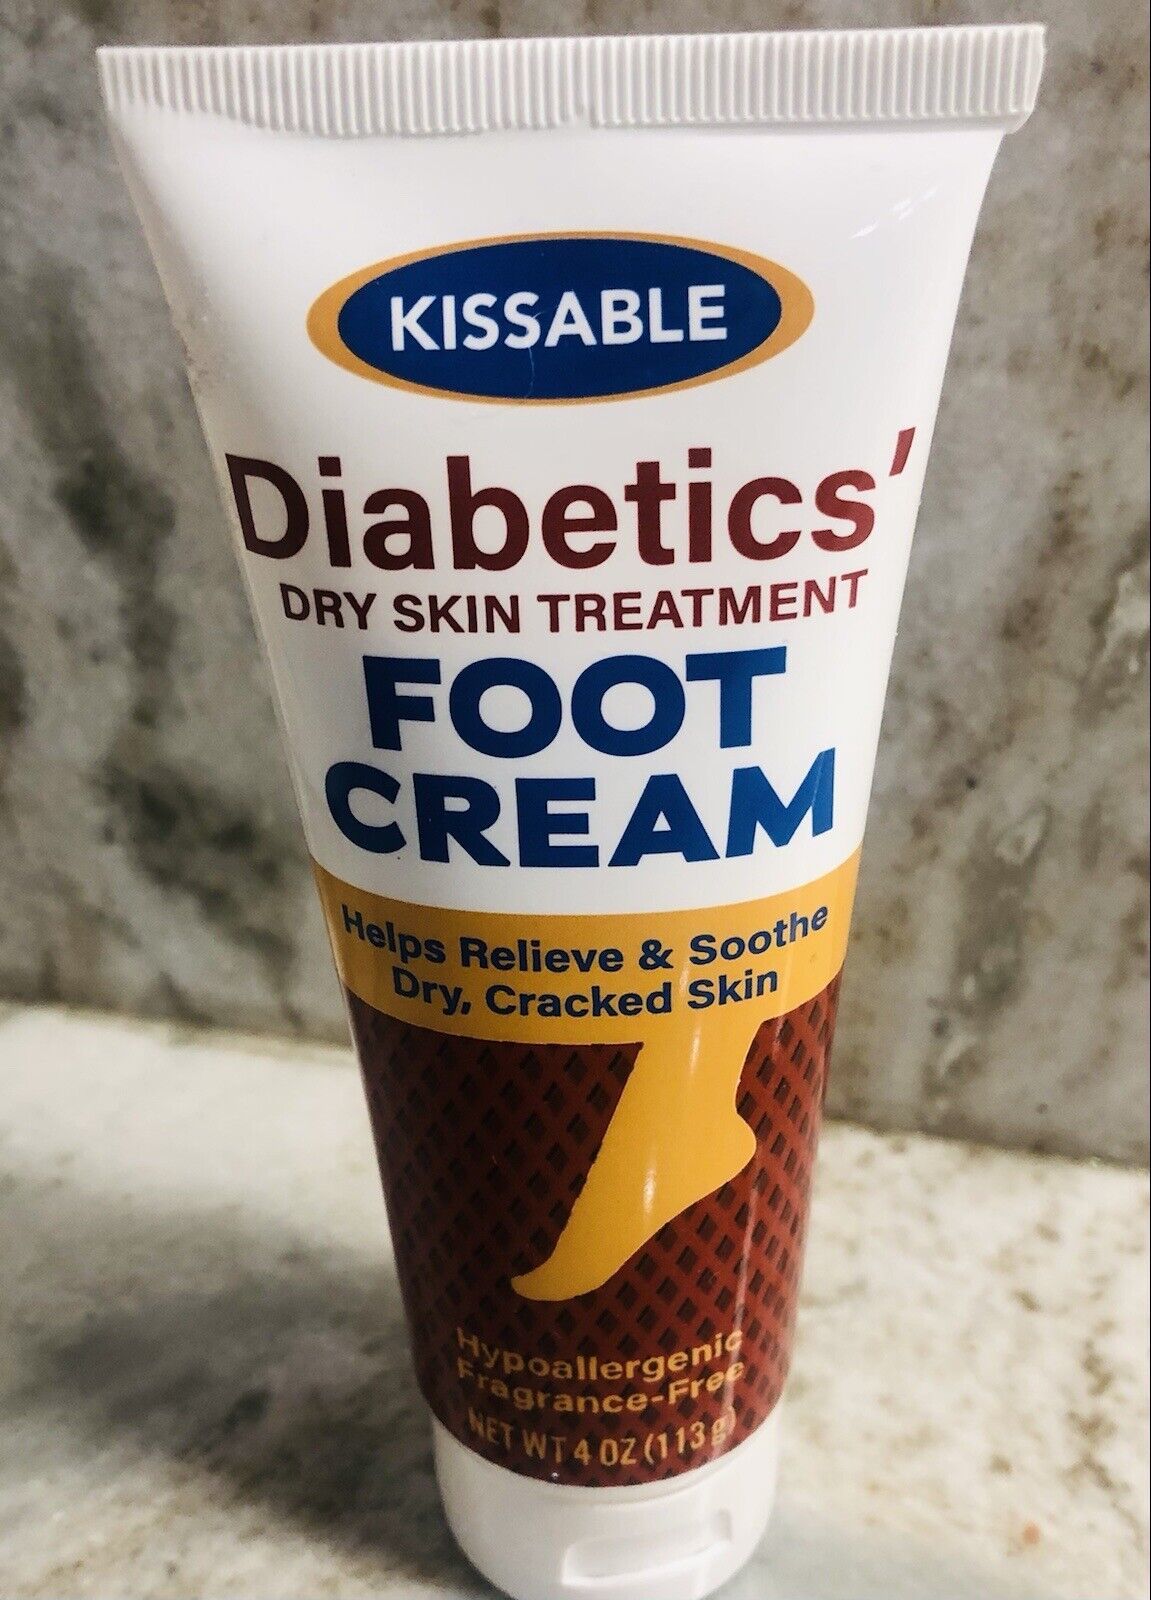 KISSABLE
Diabetics'
DRY SKIN TREATMENT
FOOT
CREAM
Helps Relieve & Soothe
Dry, Cracked Skin
Hypoallergenic
Fragrance-Free
NET WT 4 OZ (113 g)